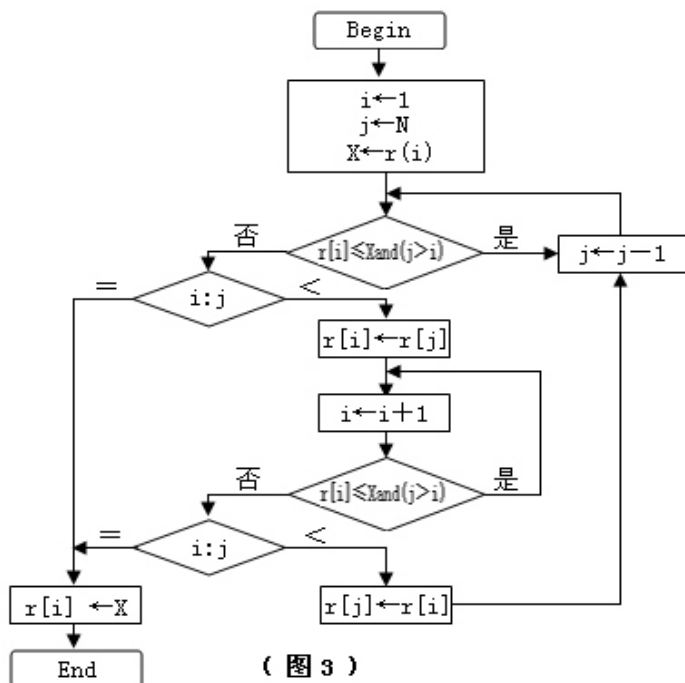 Begin
i←1
j←N
X←r(i)
r[i]≤Xand(j>i)
否
是
j←j－1
i:j
＝
＜
r[i]←r[j]
i←i＋1
r[i]≤Xand(j>i)
否
是
i:j
＝
＜
r[i] ←X
r[j]←r[i]
End
( 图 3 )